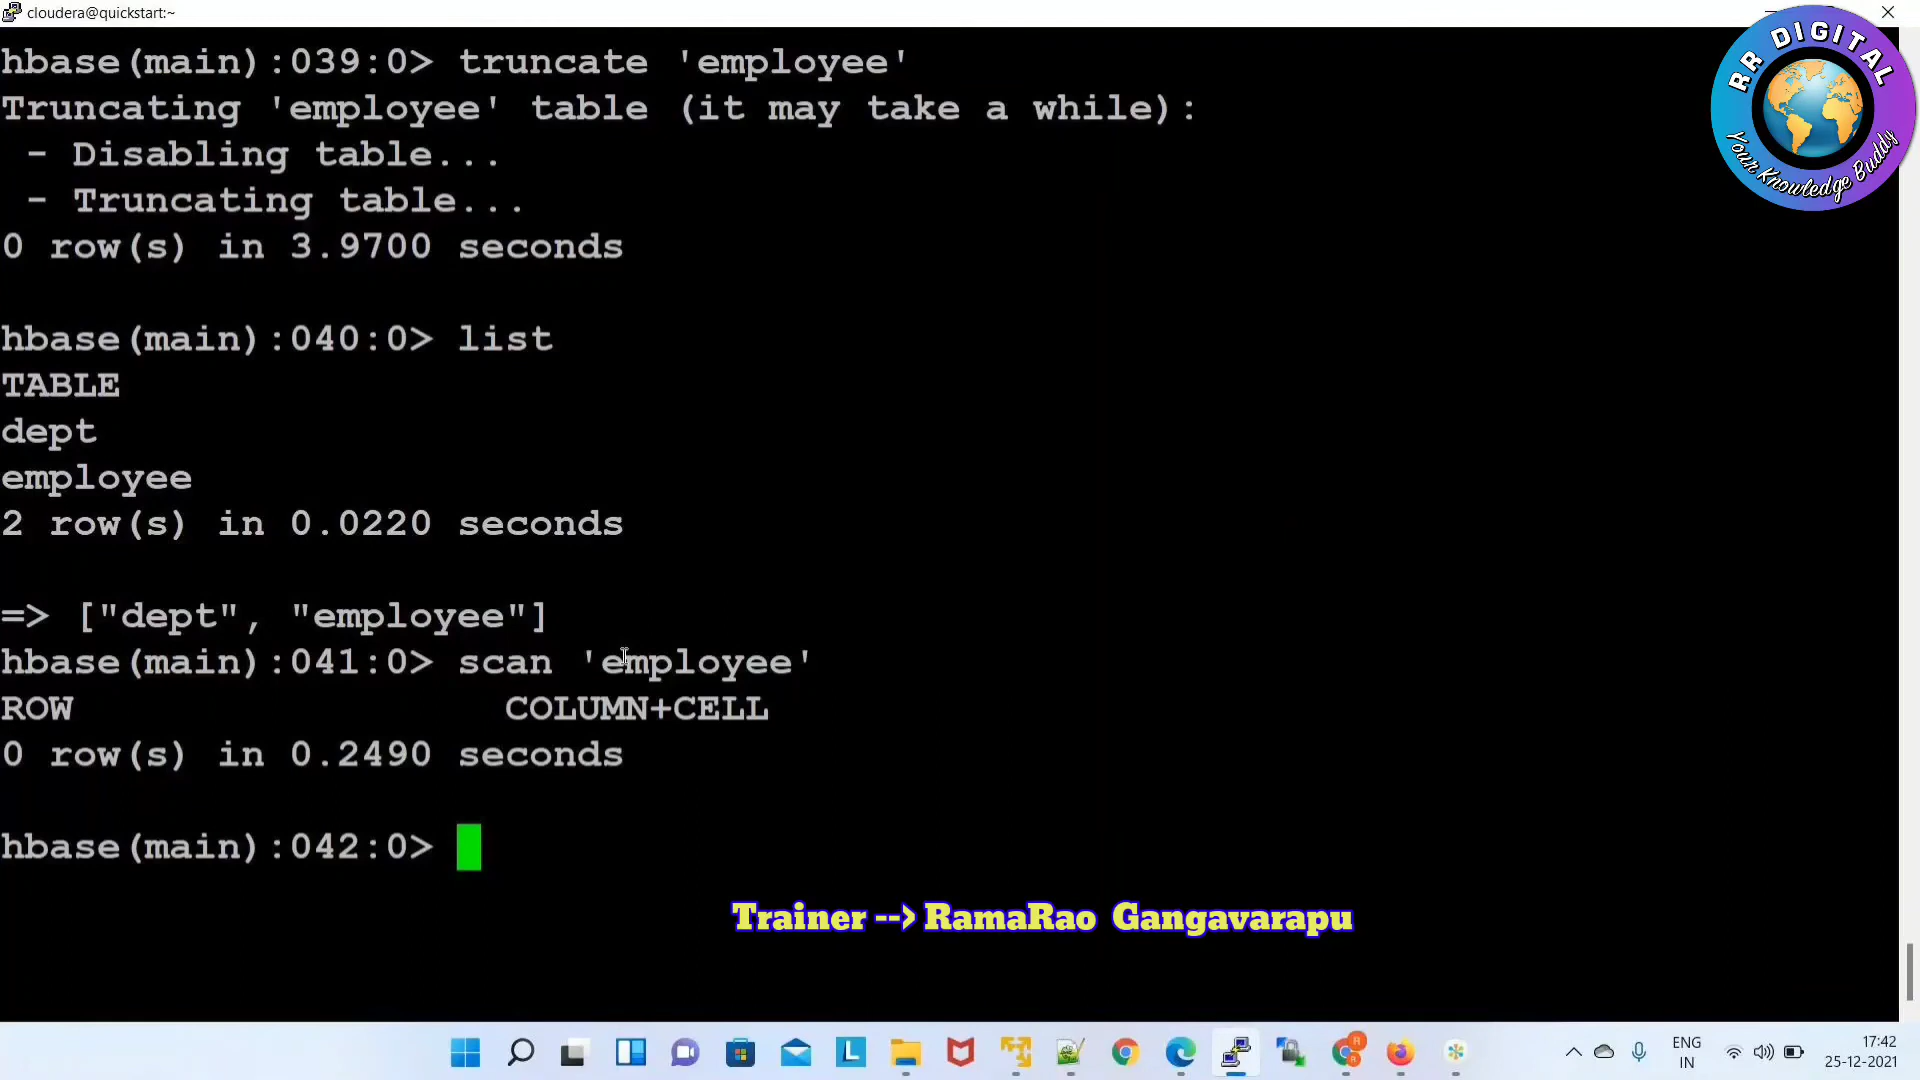 cloudera@quickstart:~
hbase(main):039:0> truncate 'employee'
Truncating 'employee' table (it may take a while):
- Disabling table...
- Truncating table...
0 row(s) in 3.9700 seconds
hbase(main):040:0> list
TABLE
dept
employee
2 row(s) in 0.0220 seconds
=> ["dept", "employee"]
hbase(main):041:0> scan 'employee'
ROW COLUMN+CELL
0 row(s) in 0.2490 seconds
hbase(main):042:0>
RR DIGITAL
Your Knowledge Buddy
Trainer --> RamaRao Gangavarapu
ENG
IN
17:42
25-12-2021